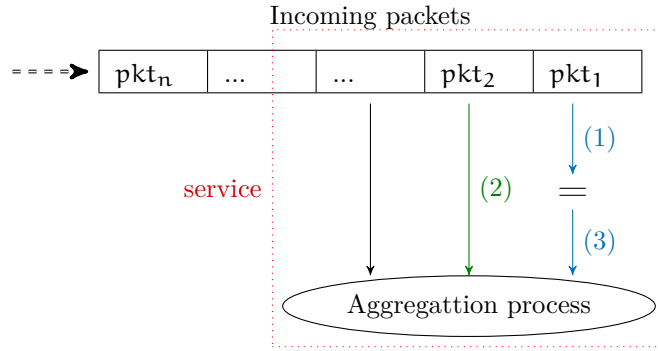 Incoming packets
pkt_n ... ... pkt_2 pkt_1
(1)
service (2) =
(3)
Aggregattion process